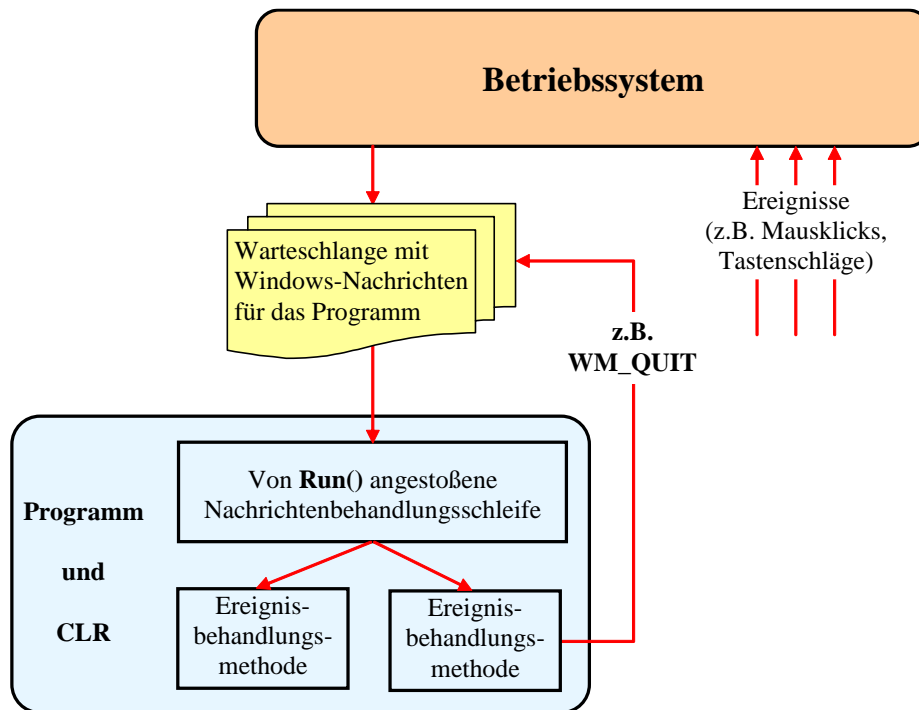 Betriebssystem
Ereignisse
(z.B. Mausklicks,
Tastenschläge)
Warteschlange mit
Windows-Nachrichten
für das Programm
z.B.
WM_QUIT
Programm
und
CLR
Von Run() angestoßene
Nachrichtenbehandlungsschleife
Ereignis-
behandlungs-
methode
Ereignis-
behandlungs-
methode